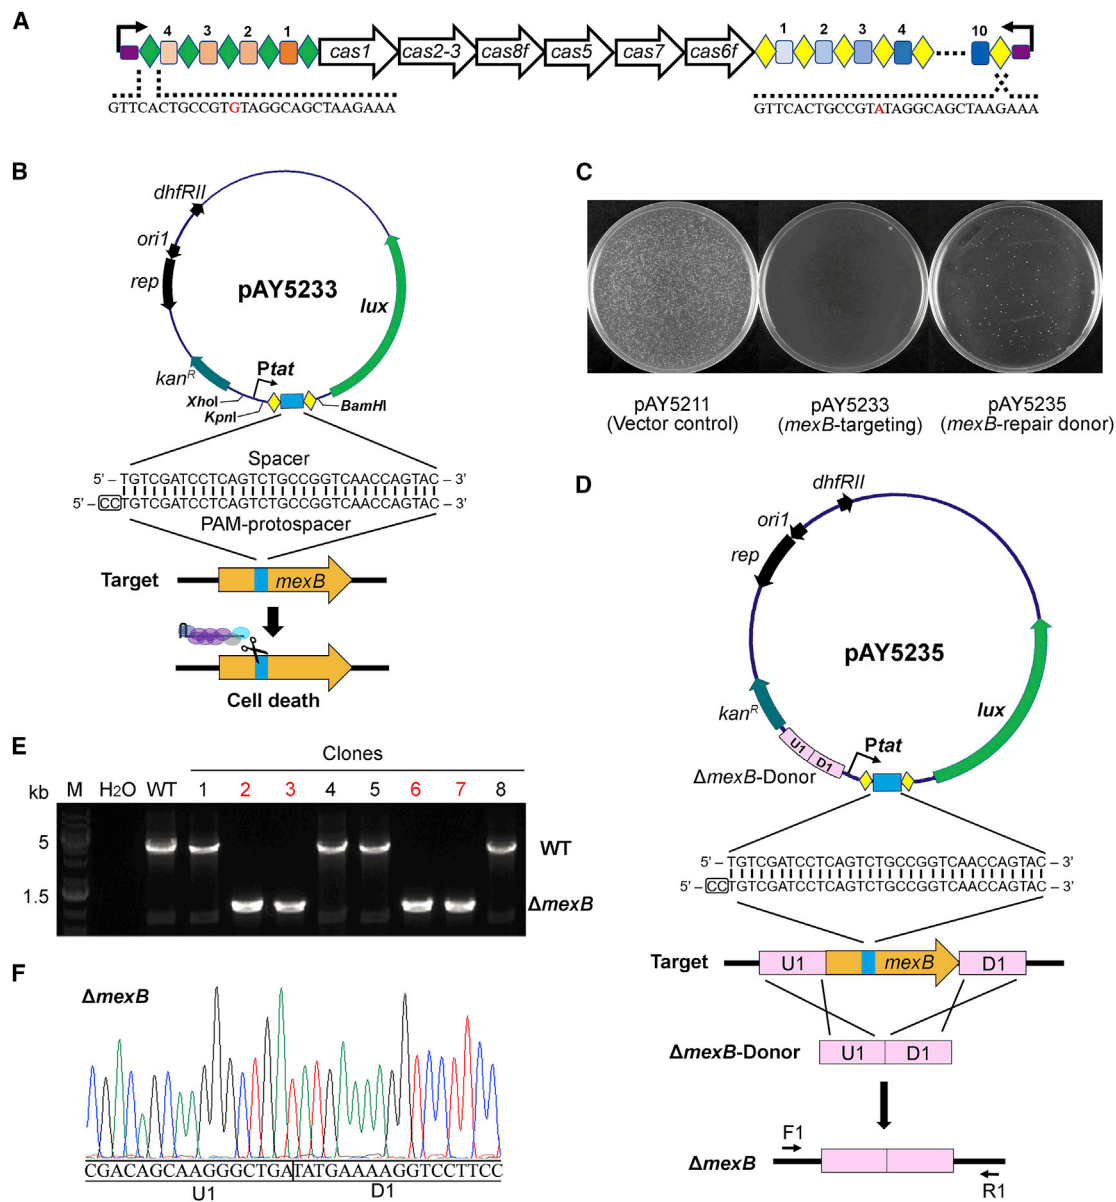 A
4 3 2 1
cas1 cas2-3 cas8f cas5 cas7 cas6f
1 2 3 4 10
GTTCACTGCCGTGTAGGCAGCTAAGAAA
GTTCACTGCCGTATAGGCAGCTAAGAAA
B
dhfRII
ori1
rep
pAY5233
lux
kanR
Ptat
XhoI
KpnI
BamHI
Spacer
5' – TGTCGATCCTCAGTCTGCCGGTCAACCAGTAC – 3'
5' – CCTGTCGATCCTCAGTCTGCCGGTCAACCAGTAC – 3'
PAM-protospacer
Target
mexB
Cell death
C
pAY5211
(Vector control)
pAY5233
(mexB-targeting)
pAY5235
(mexB-repair donor)
D
dhfRII
ori1
rep
pAY5235
lux
kanR
U1 D1
Ptat
ΔmexB-Donor
5' – TGTCGATCCTCAGTCTGCCGGTCAACCAGTAC – 3'
5' – CCTGTCGATCCTCAGTCTGCCGGTCAACCAGTAC – 3'
Target
U1 mexB D1
ΔmexB-Donor
U1 D1
F1
ΔmexB
R1
E
Clones
kb M H2O WT 1 2 3 4 5 6 7 8
5
WT
1.5
ΔmexB
F
ΔmexB
CGACAGCAAGGGCTGATATGAAAAGGTCCTTCC
U1 D1